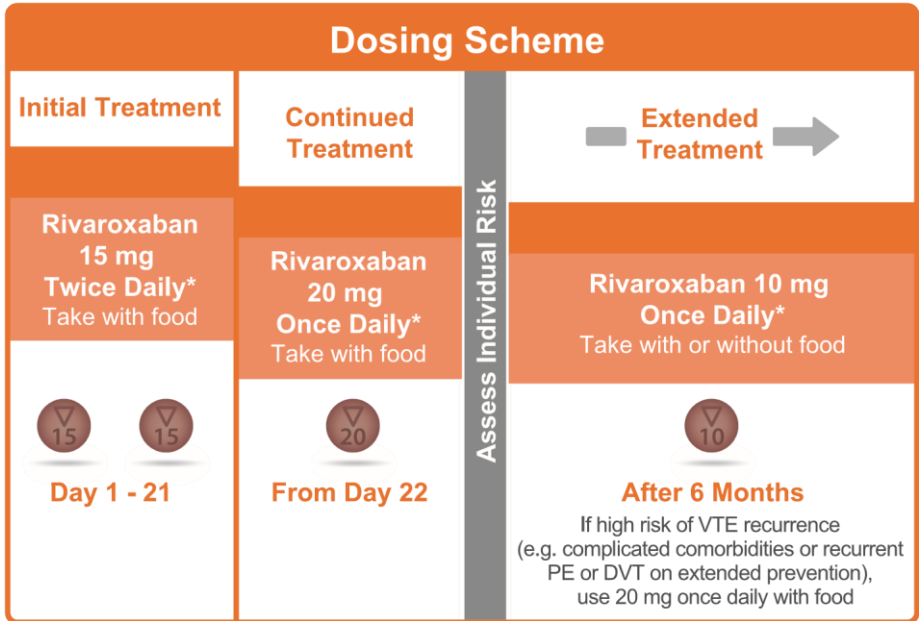 Dosing Scheme
Initial Treatment
Rivaroxaban
15 mg
Twice Daily*
Take with food
15
15
Day 1 - 21
Continued
Treatment
Rivaroxaban
20 mg
Once Daily*
Take with food
20
From Day 22
Assess Individual Risk
Extended
Treatment
Rivaroxaban 10 mg
Once Daily*
Take with or without food
10
After 6 Months
If high risk of VTE recurrence
(e.g. complicated comorbidities or recurrent
PE or DVT on extended prevention),
use 20 mg once daily with food